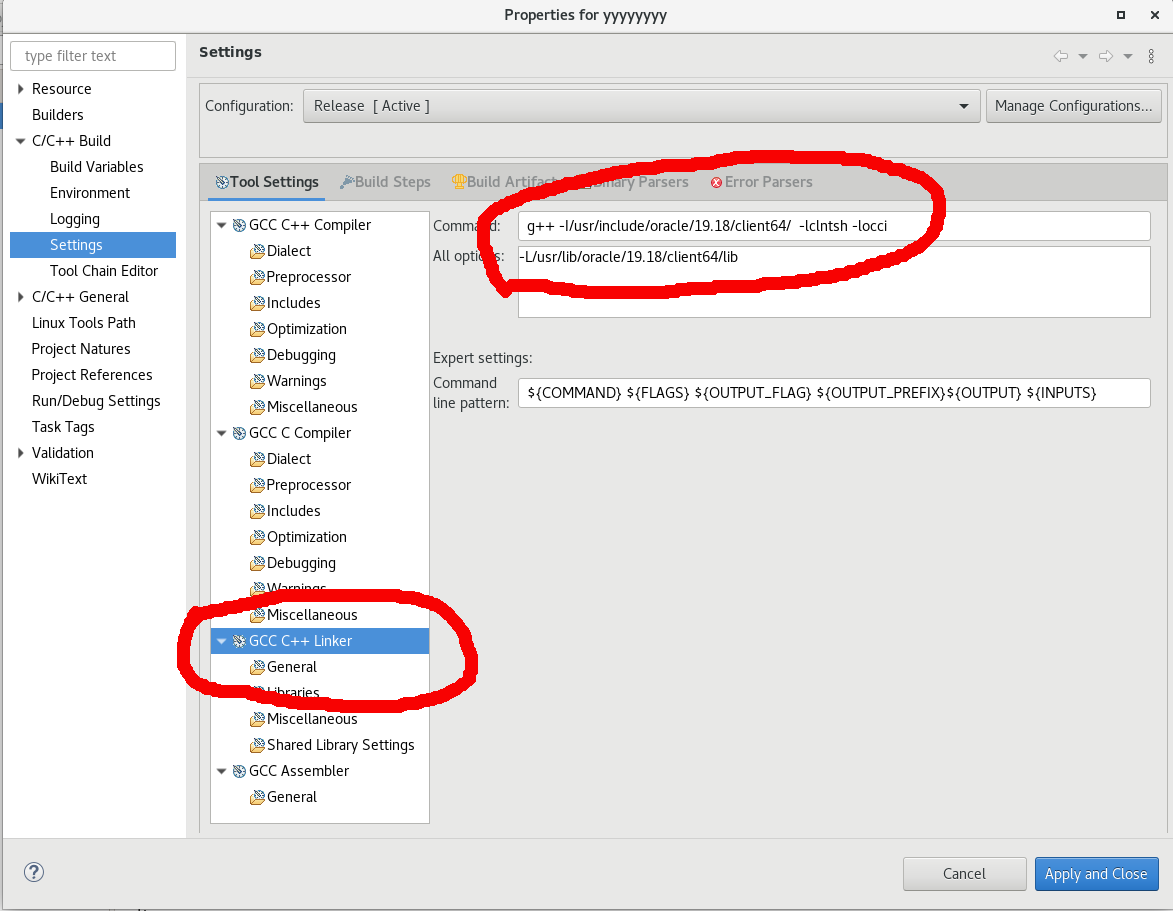 Properties for yyyyyyyy
type filter text
Resource
Builders
C/C++ Build
Build Variables
Environment
Logging
Settings
Tool Chain Editor
C/C++ General
Linux Tools Path
Project Natures
Project References
Run/Debug Settings
Task Tags
Validation
WikiText
Settings
Configuration: Release [ Active ] Manage Configurations...
Tool Settings Build Steps Build Artifact Binary Parsers Error Parsers
GCC C++ Compiler
Dialect
Preprocessor
Includes
Optimization
Debugging
Warnings
Miscellaneous
GCC C Compiler
Dialect
Preprocessor
Includes
Optimization
Debugging
Warnings
Miscellaneous
GCC C++ Linker
General
Libraries
Miscellaneous
Shared Library Settings
GCC Assembler
General
Command: g++ -I/usr/include/oracle/19.18/client64/ -lclntsh -locci
All options: -L/usr/lib/oracle/19.18/client64/lib
Expert settings:
Command
line pattern: ${COMMAND} ${FLAGS} ${OUTPUT_FLAG} ${OUTPUT_PREFIX}${OUTPUT} ${INPUTS}
?
Cancel Apply and Close